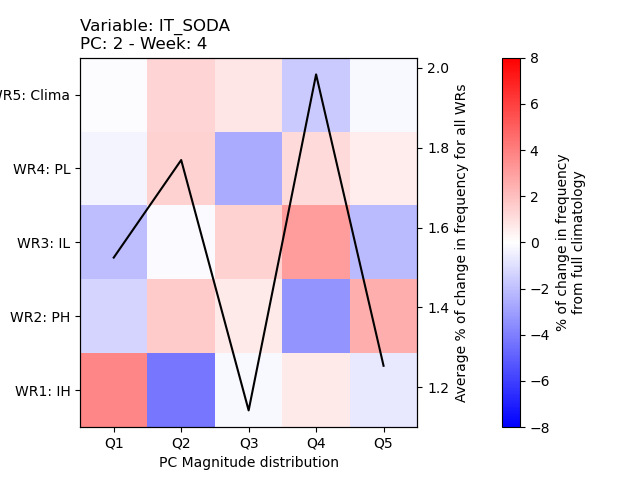 Variable: IT_SODA
PC: 2 - Week: 4
WR5: Clima
WR4: PL
WR3: IL
WR2: PH
WR1: IH
Q1 Q2 Q3 Q4 Q5
PC Magnitude distribution
2.0
1.8
1.6
1.4
1.2
Average % of change in frequency for all WRs
8
6
4
2
0
−2
−4
−6
−8
% of change in frequency
from full climatology